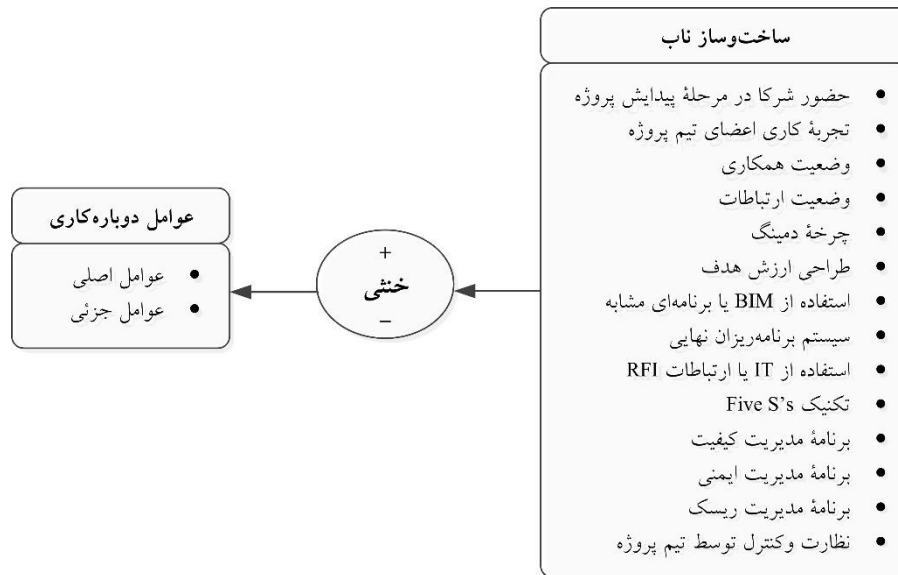 ساخت‌وساز ناب
حضور شرکا در مرحلهٔ پیدایش پروژه
تجربهٔ کاری اعضای تیم پروژه
وضعیت همکاری
وضعیت ارتباطات
چرخهٔ دمینگ
طراحی ارزش هدف
استفاده از BIM یا برنامه‌ای مشابه
سیستم برنامه‌ریزان نهایی
استفاده از IT یا ارتباطات RFI
تکنیک Five S’s
برنامهٔ مدیریت کیفیت
برنامهٔ مدیریت ایمنی
برنامهٔ مدیریت ریسک
نظارت وکنترل توسط تیم پروژه
+
خنثی
−
عوامل دوباره‌کاری
عوامل اصلی
عوامل جزئی